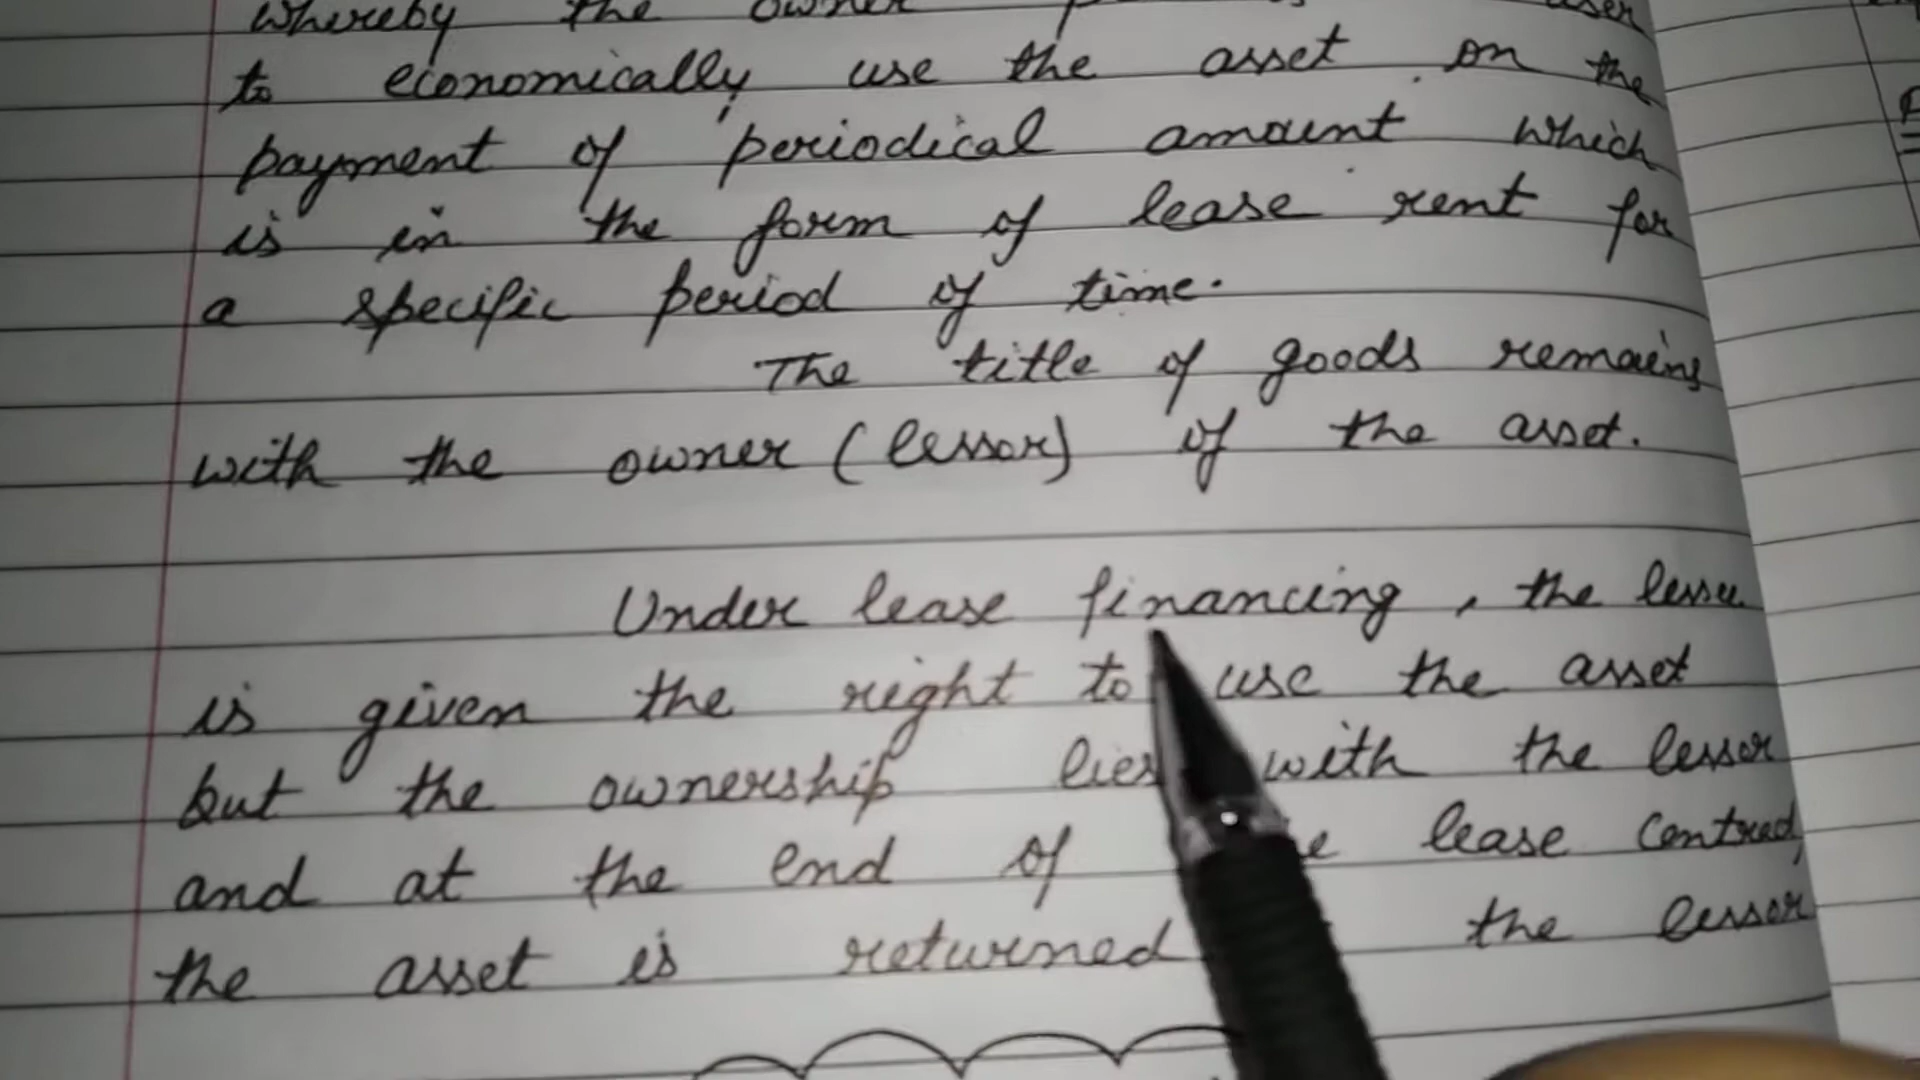 whereby the owner
to economically use the asset on the
payment of periodical amount which
is in the form of lease rent for
a specific period of time.
The title of goods remains
with the owner (lessor) of the asset.
Under lease financing, the lessee
is given the right to use the asset
but the ownership lies with the lessor
and at the end of lease contract,
the asset is returned the lessor